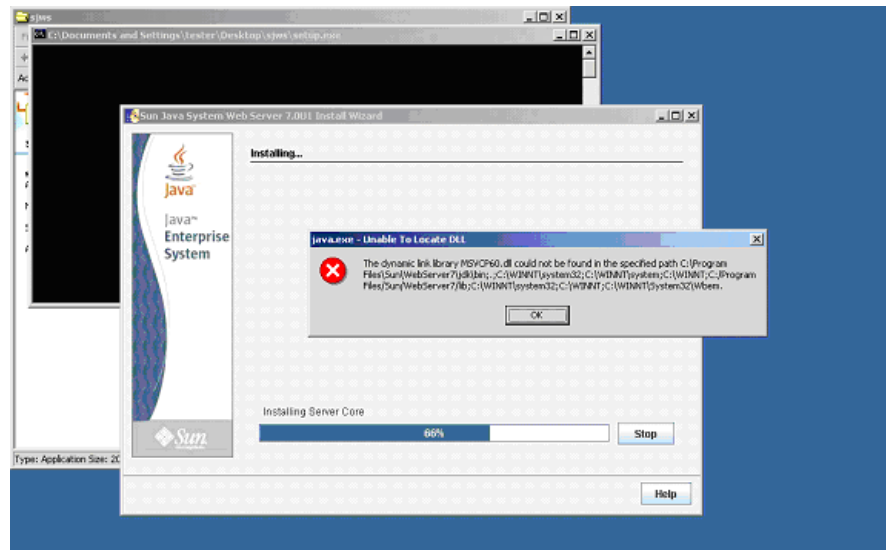 sjws
C:\Documents and Settings\tester\Desktop\sjws\setup.exe
Sun Java System Web Server 7.0U1 Install Wizard
Installing...
Java
Java™
Enterprise
System
java.exe - Unable To Locate DLL
The dynamic link library MSVCP60.dll could not be found in the specified path C:\Program
Files\Sun\WebServer7\jdk\bin;.;C:\WINNT\system32;C:\WINNT\system;C:\WINNT;C:/Program
Files/Sun/WebServer7/lib;C:\WINNT\system32;C:\WINNT;C:\WINNT\System32\Wbem.
OK
Installing Server Core
66%
Stop
Sun
Type: Application Size: 20
Help